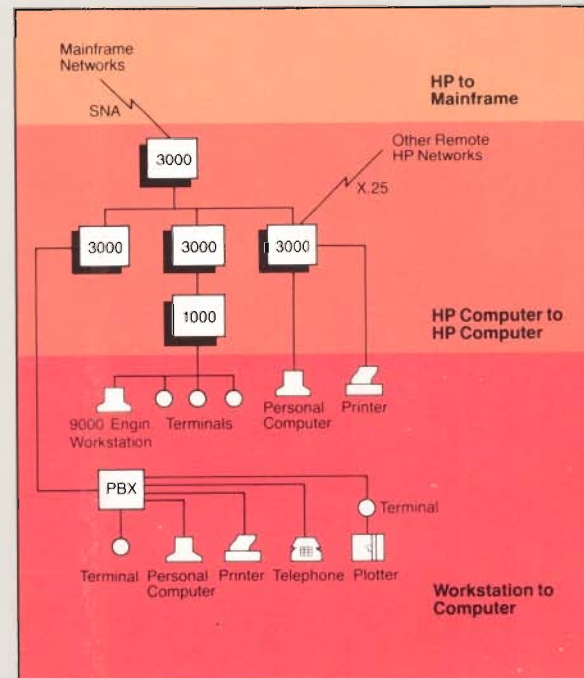 Mainframe
Networks
HP to
Mainframe
SNA
Other Remote
HP Networks
3000
X.25
3000
3000
3000
1000
HP Computer to
HP Computer
9000 Engin.
Workstation
Terminals
Personal
Computer
Printer
PBX
Terminal
Terminal
Personal
Computer
Printer
Telephone
Plotter
Workstation to
Computer